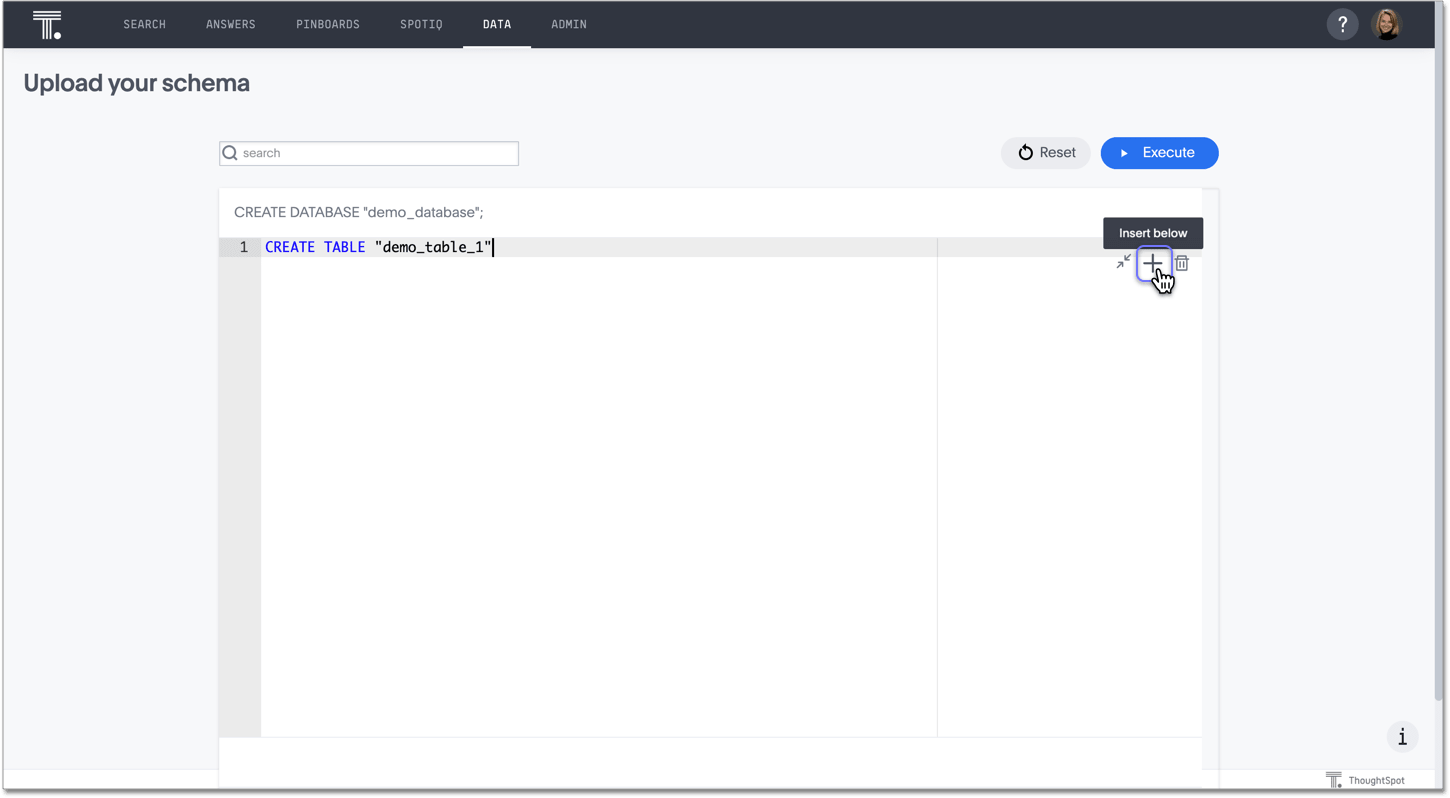 T. SEARCH ANSWERS PINBOARDS SPOTIQ DATA ADMIN ?
Upload your schema
search
Reset
Execute
CREATE DATABASE "demo_database";
Insert below
1 CREATE TABLE "demo_table_1"
i
T. ThoughtSpot